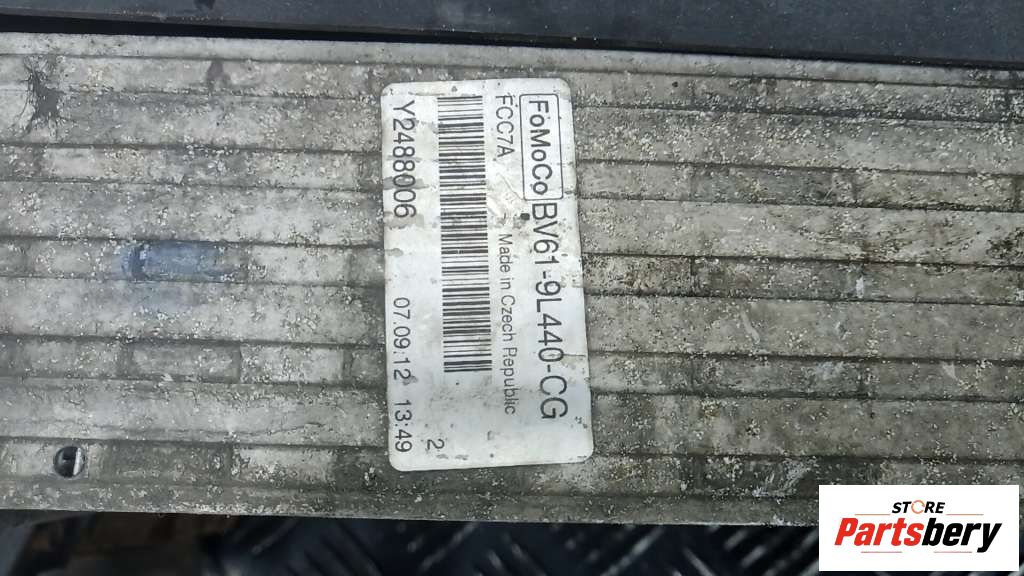 FoMoCo BV61-9L440-CG
FCC7A Made in Czech Republic
2
Y2488006 07.09.12 13:49
STORE
Partsbery